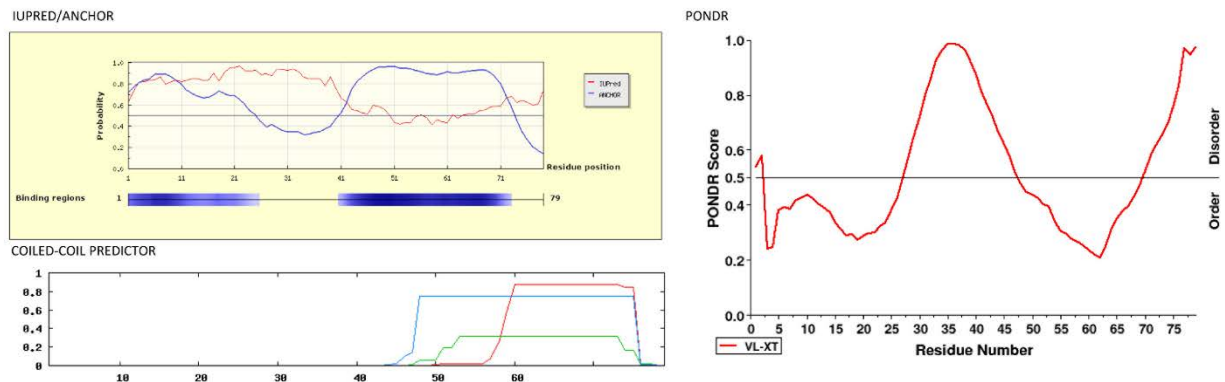 IUPRED/ANCHOR
Probability
1.0
0.8
0.6
0.4
0.2
0.0
1 11 21 31 41 51 61 71
Residue position
IUPred
ANCHOR
Binding regions 1 79
COILED-COIL PREDICTOR
1
0.8
0.6
0.4
0.2
0
10 20 30 40 50 60
PONDR
PONDR Score
1.0
0.8
0.6
0.5
0.4
0.2
0.0
Disorder
Order
0 5 10 15 20 25 30 35 40 45 50 55 60 65 70 75
Residue Number
VL-XT